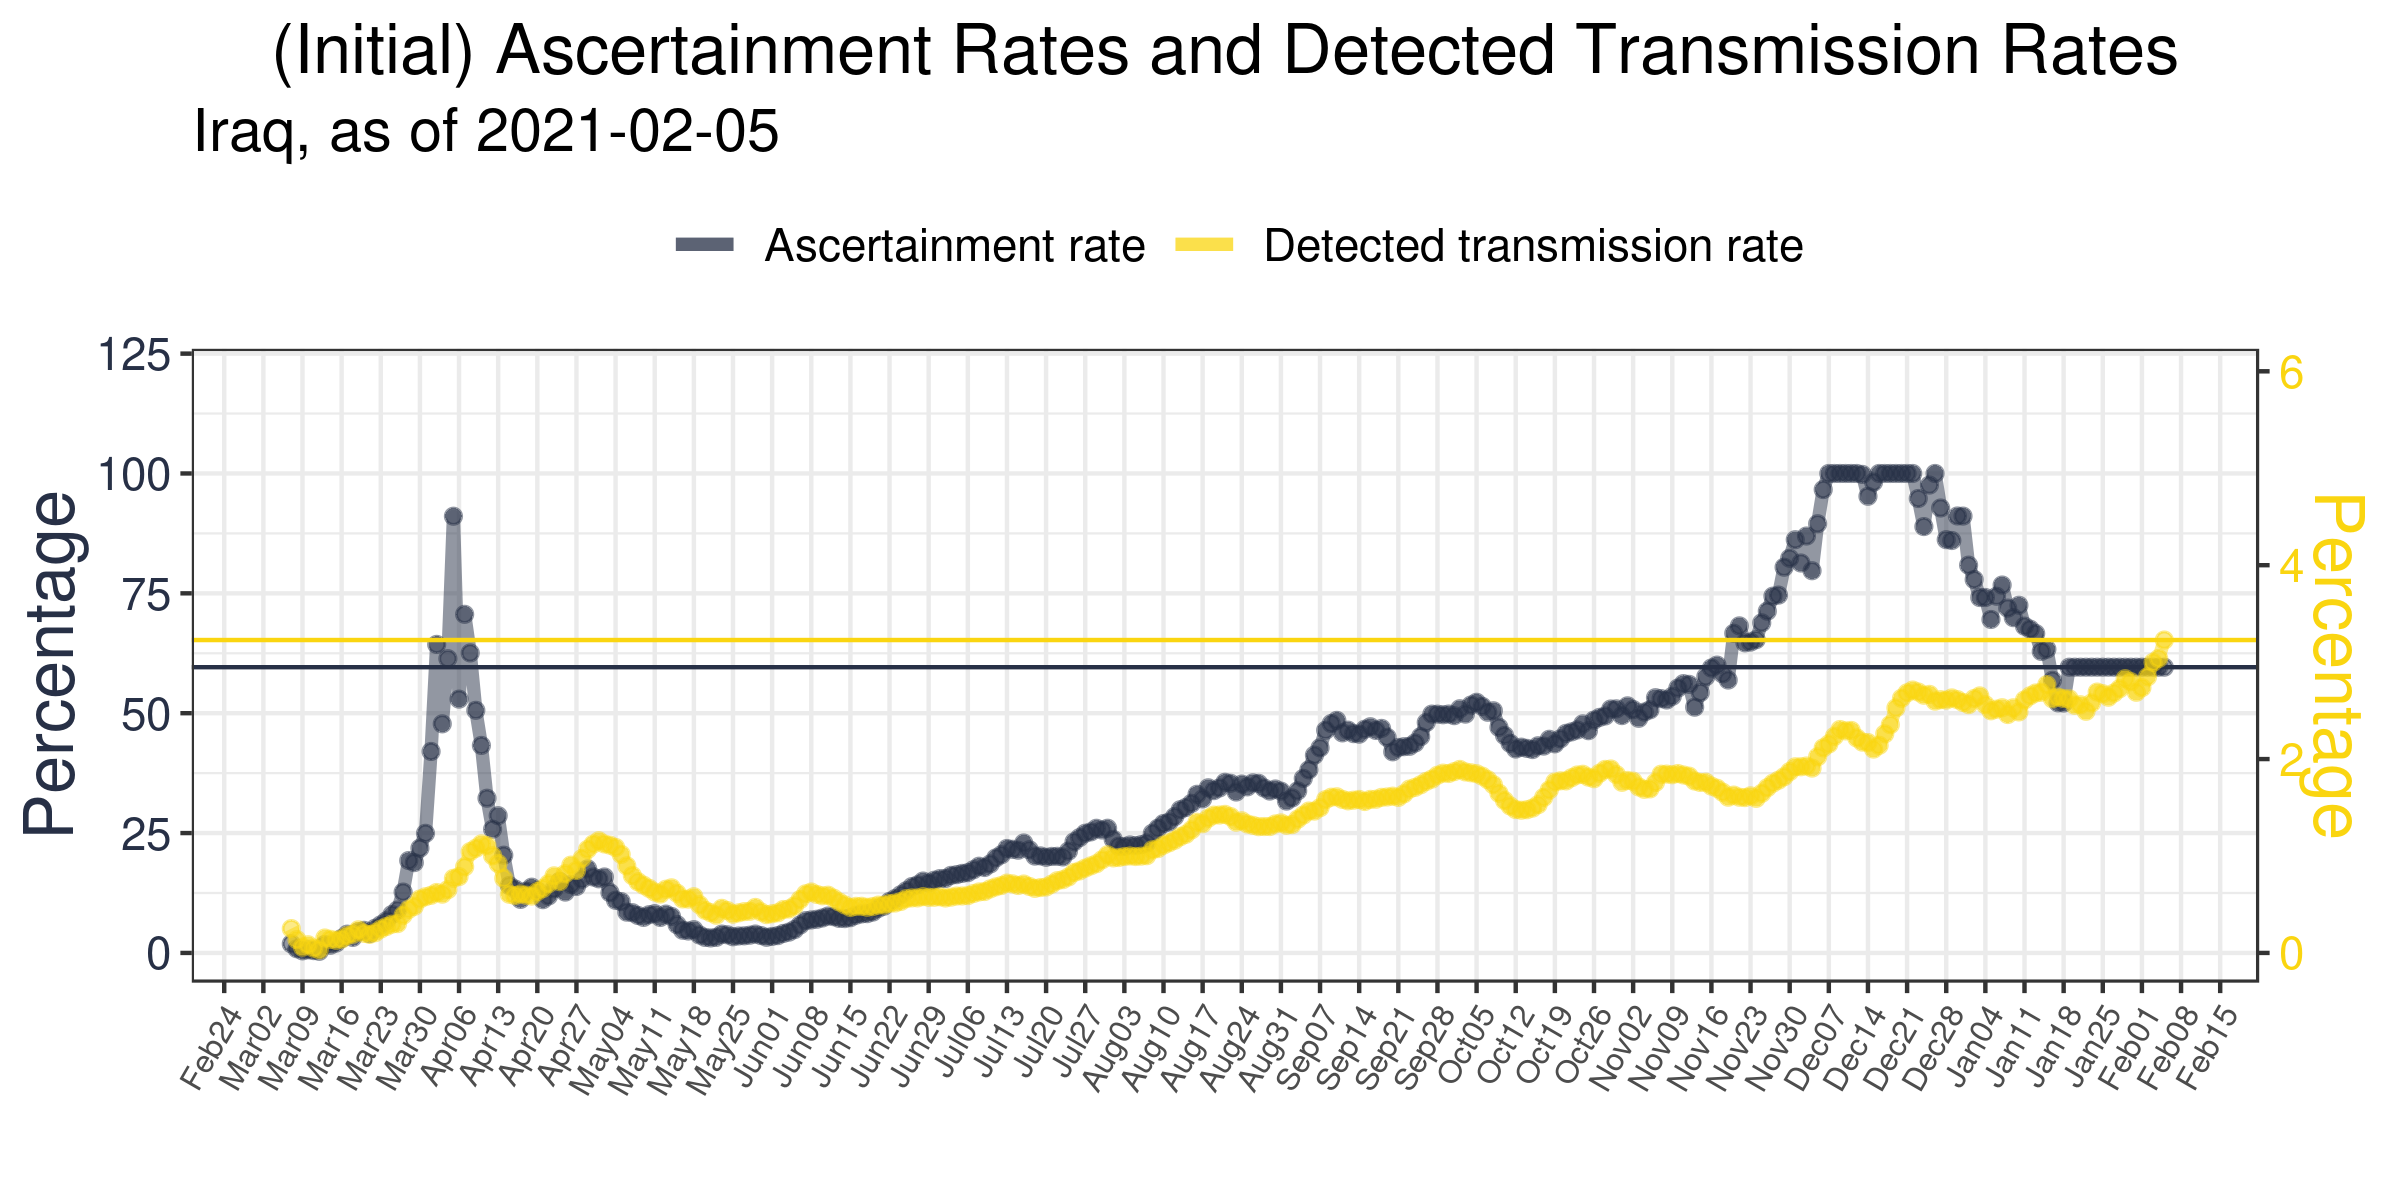 (Initial) Ascertainment Rates and Detected Transmission Rates
Iraq, as of 2021-02-05
Ascertainment rate
Detected transmission rate
Percentage
125
100
75
50
25
0
6
4
2
0
Percentage
Feb24
Mar02
Mar09
Mar16
Mar23
Mar30
Apr06
Apr13
Apr20
Apr27
May04
May11
May18
May25
Jun01
Jun08
Jun15
Jun22
Jun29
Jul06
Jul13
Jul20
Jul27
Aug03
Aug10
Aug17
Aug24
Aug31
Sep07
Sep14
Sep21
Sep28
Oct05
Oct12
Oct19
Oct26
Nov02
Nov09
Nov16
Nov23
Nov30
Dec07
Dec14
Dec21
Dec28
Jan04
Jan11
Jan18
Jan25
Feb01
Feb08
Feb15